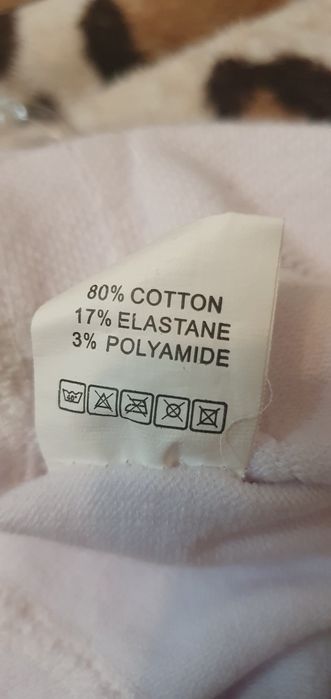 80% COTTON
17% ELASTANE
3% POLYAMIDE